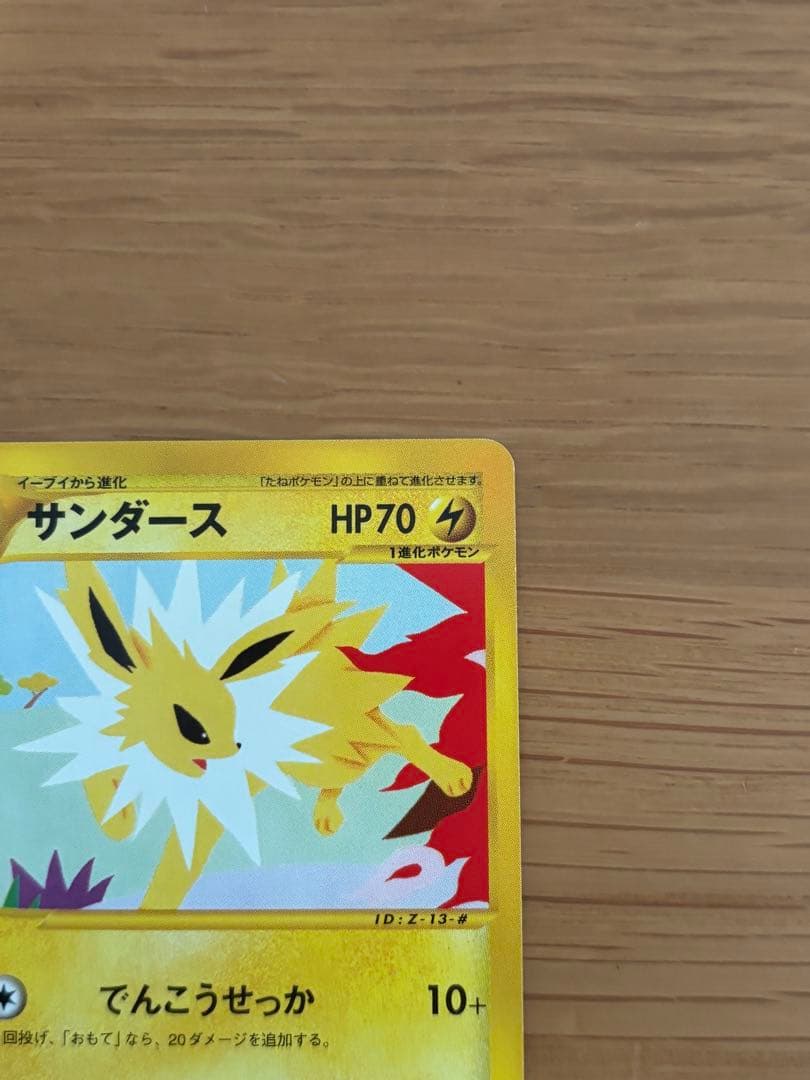 イーブイから進化
「たねポケモン」の上に重ねて進化させます。
サンダース HP70
1進化ポケモン
ID:Z-13-#
でんこうせっか 10+
回投げ、「おもて」なら、20ダメージを追加する。